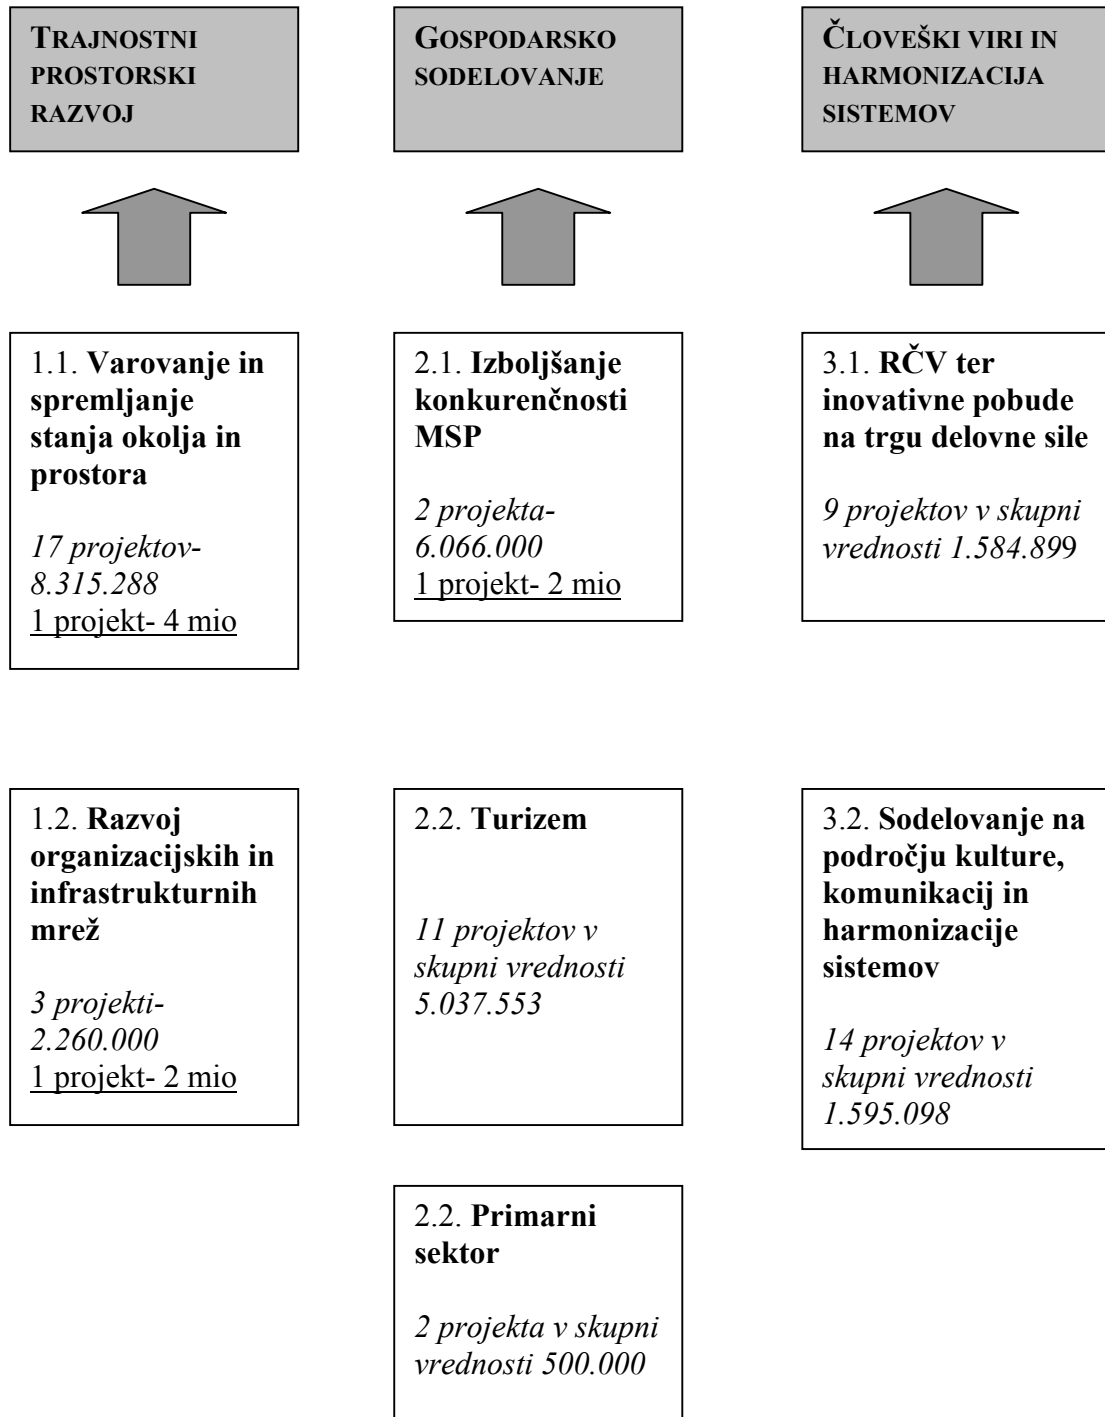 TRAJNOSTNI
PROSTORSKI
RAZVOJ
GOSPODARSKO
SODELOVANJE
ČLOVEŠKI VIRI IN
HARMONIZACIJA
SISTEMOV
1.1. Varovanje in
spremljanje
stanja okolja in
prostora
17 projektov-
8.315.288
1 projekt- 4 mio
2.1. Izboljšanje
konkurenčnosti
MSP
2 projekta-
6.066.000
1 projekt- 2 mio
3.1. RČV ter
inovativne pobude
na trgu delovne sile
9 projektov v skupni
vrednosti 1.584.899
1.2. Razvoj
organizacijskih in
infrastrukturnih
mrež
3 projekti-
2.260.000
1 projekt- 2 mio
2.2. Turizem
11 projektov v
skupni vrednosti
5.037.553
3.2. Sodelovanje na
področju kulture,
komunikacij in
harmonizacije
sistemov
14 projektov v
skupni vrednosti
1.595.098
2.2. Primarni
sektor
2 projekta v skupni
vrednosti 500.000